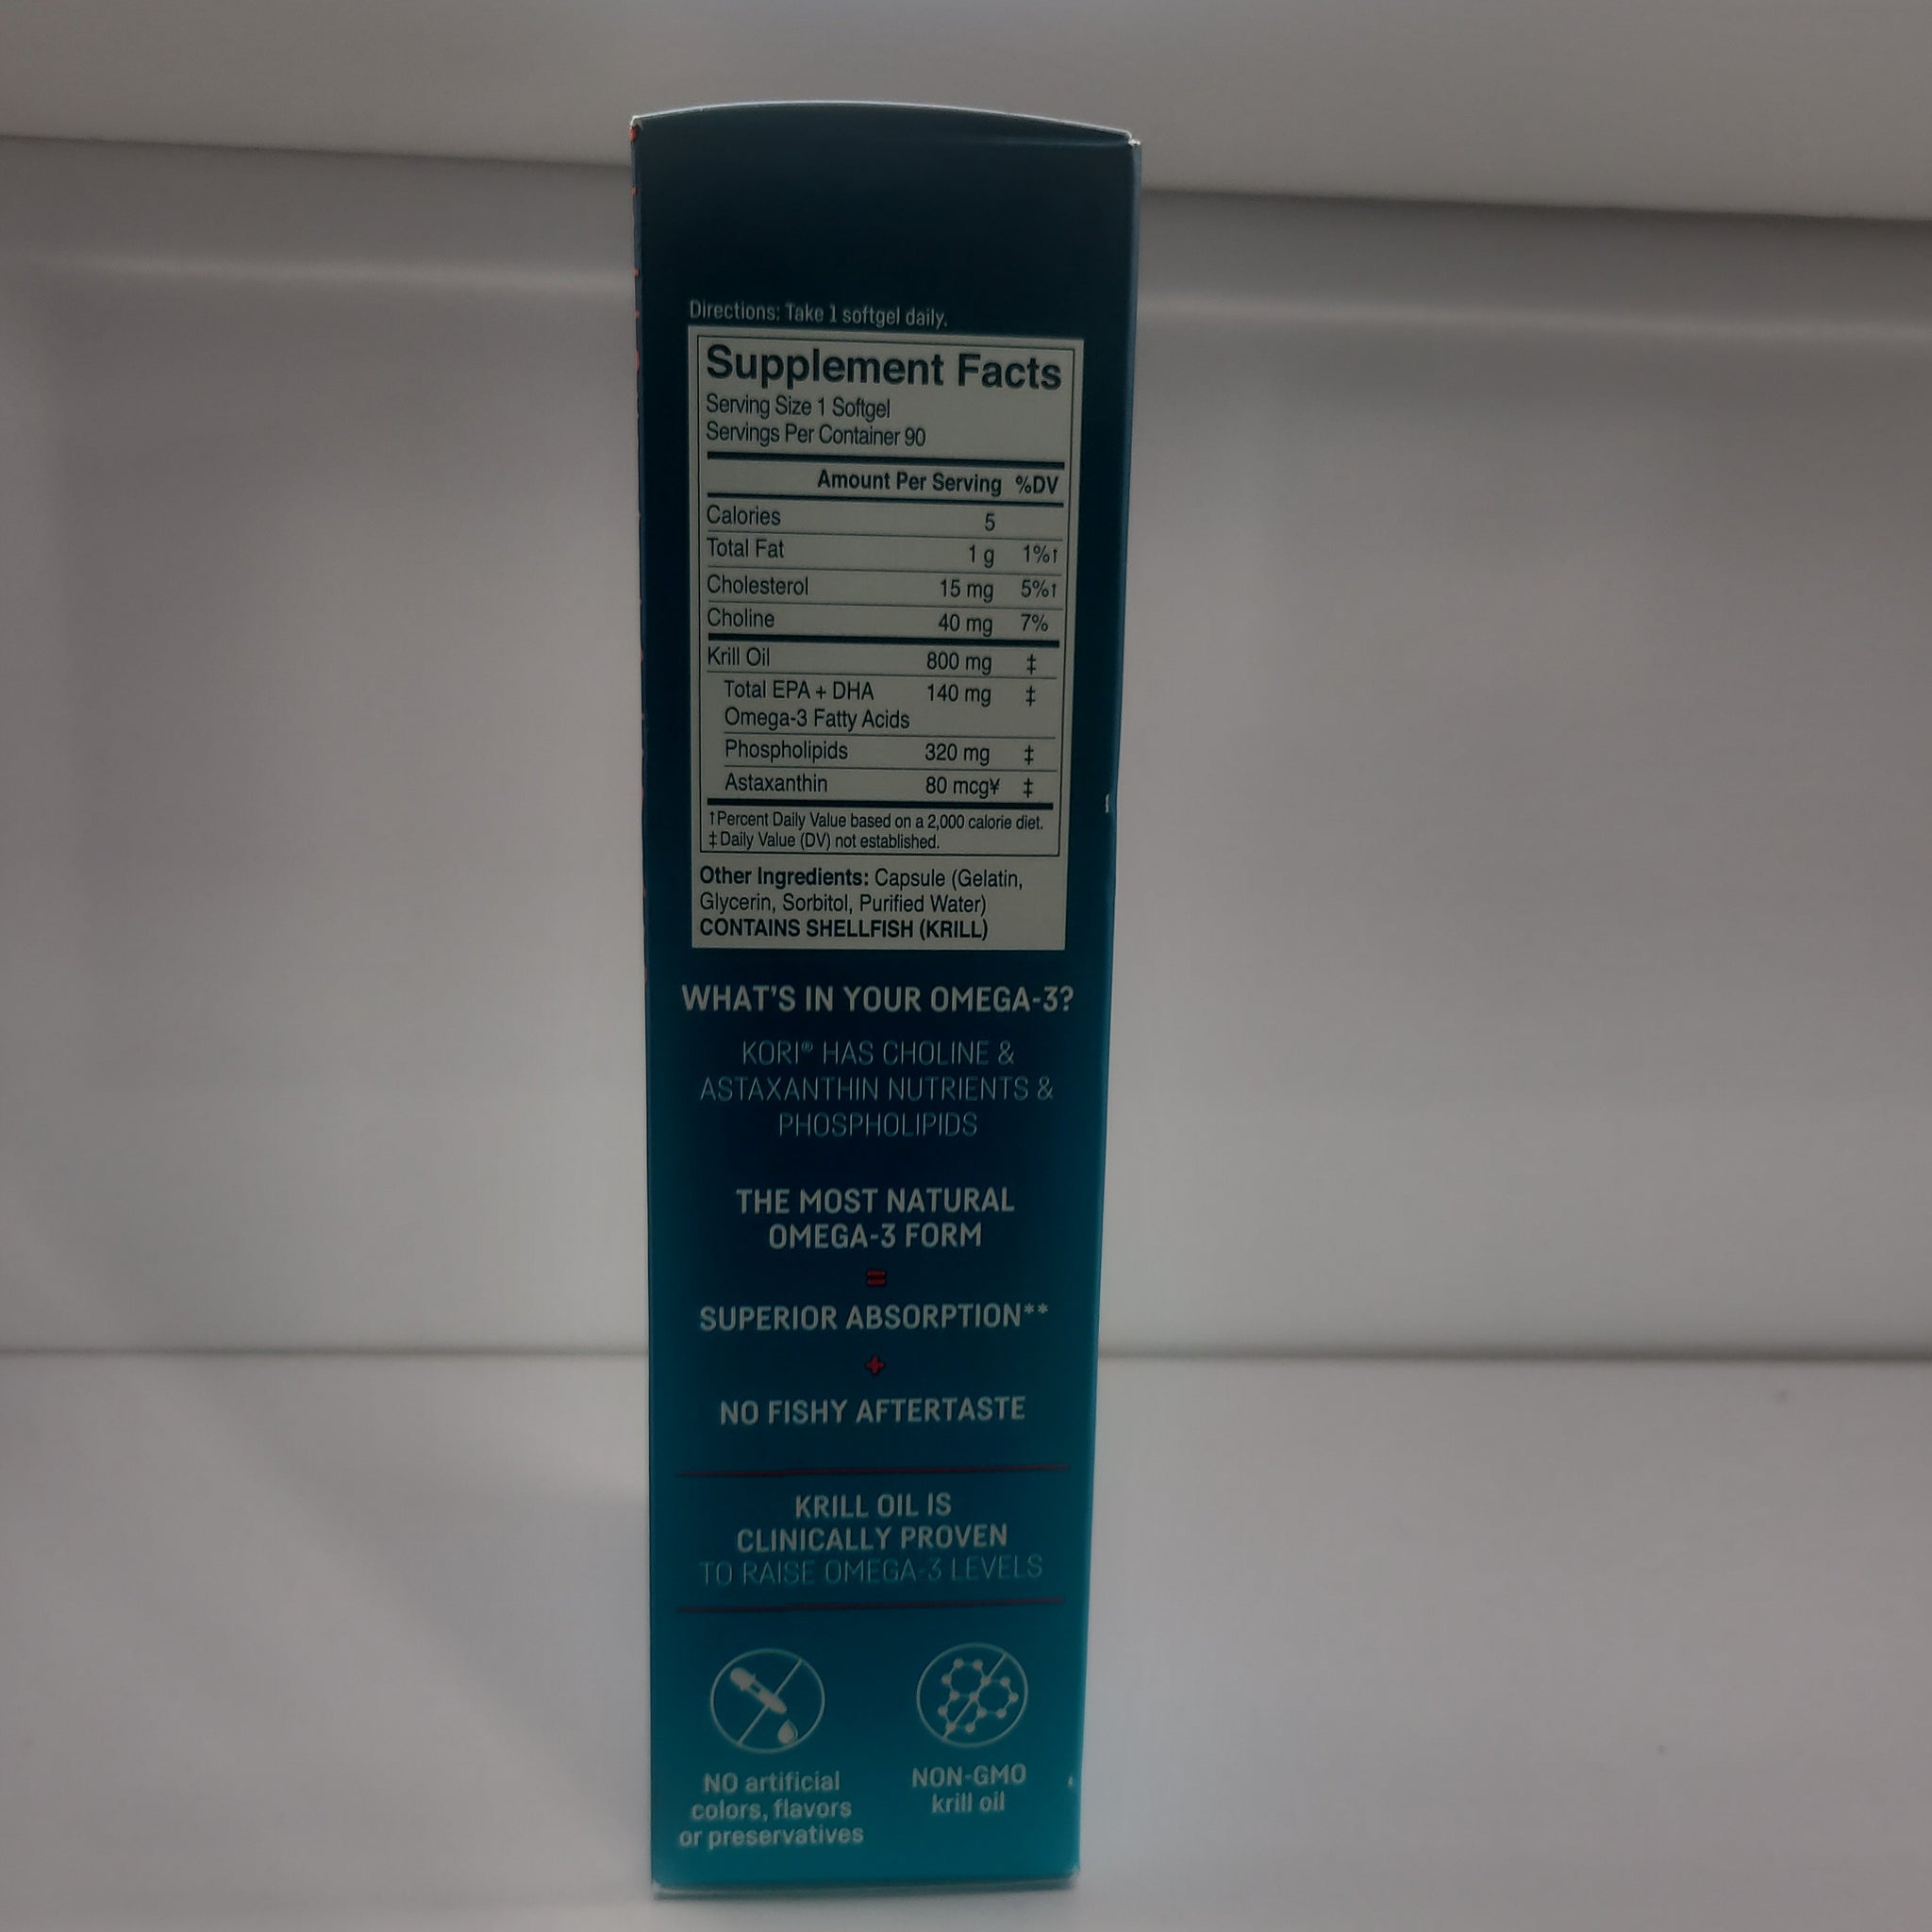 Directions: Take 1 softgel daily.
Supplement Facts
Serving Size 1 Softgel
Servings Per Container 90
Amount Per Serving %DV
Calories 5
Total Fat 1 g 1%†
Cholesterol 15 mg 5%†
Choline 40 mg 7%
Krill Oil 800 mg ‡
Total EPA + DHA 140 mg ‡
Omega-3 Fatty Acids
Phospholipids 320 mg ‡
Astaxanthin 80 mcg¥ ‡
†Percent Daily Value based on a 2,000 calorie diet.
‡Daily Value (DV) not established.
Other Ingredients: Capsule (Gelatin,
Glycerin, Sorbitol, Purified Water)
CONTAINS SHELLFISH (KRILL)
WHAT'S IN YOUR OMEGA-3?
KORI® HAS CHOLINE &
ASTAXANTHIN NUTRIENTS &
PHOSPHOLIPIDS
THE MOST NATURAL
OMEGA-3 FORM
=
SUPERIOR ABSORPTION**
+
NO FISHY AFTERTASTE
KRILL OIL IS
CLINICALLY PROVEN
TO RAISE OMEGA-3 LEVELS
NO artificial
colors, flavors
or preservatives
NON-GMO
krill oil